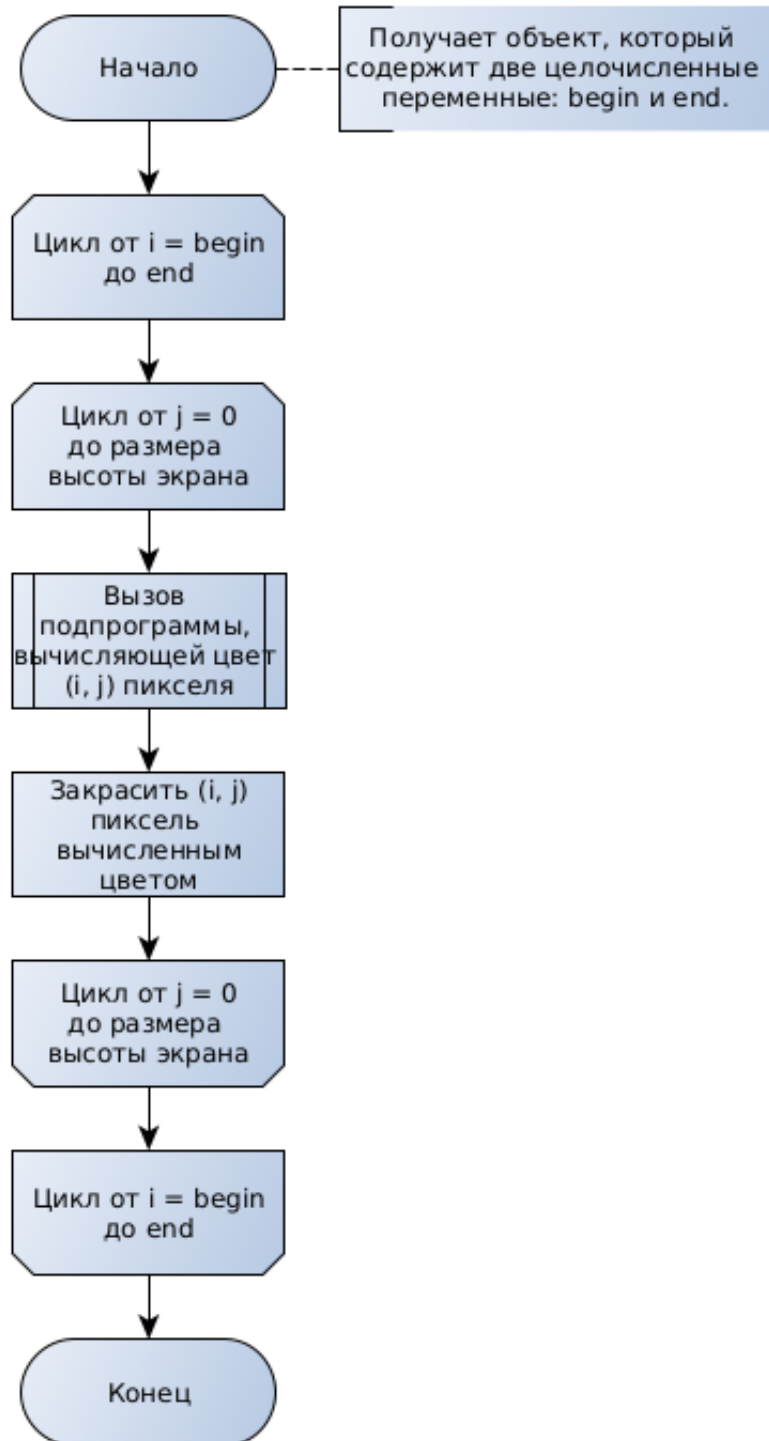 Начало
Получает объект, который
содержит две целочисленные
переменные: begin и end.
Цикл от i = begin
до end
Цикл от j = 0
до размера
высоты экрана
Вызов
подпрограммы,
вычисляющей цвет
(i, j) пикселя
Закрасить (i, j)
пиксель
вычисленным
цветом
Цикл от j = 0
до размера
высоты экрана
Цикл от i = begin
до end
Конец